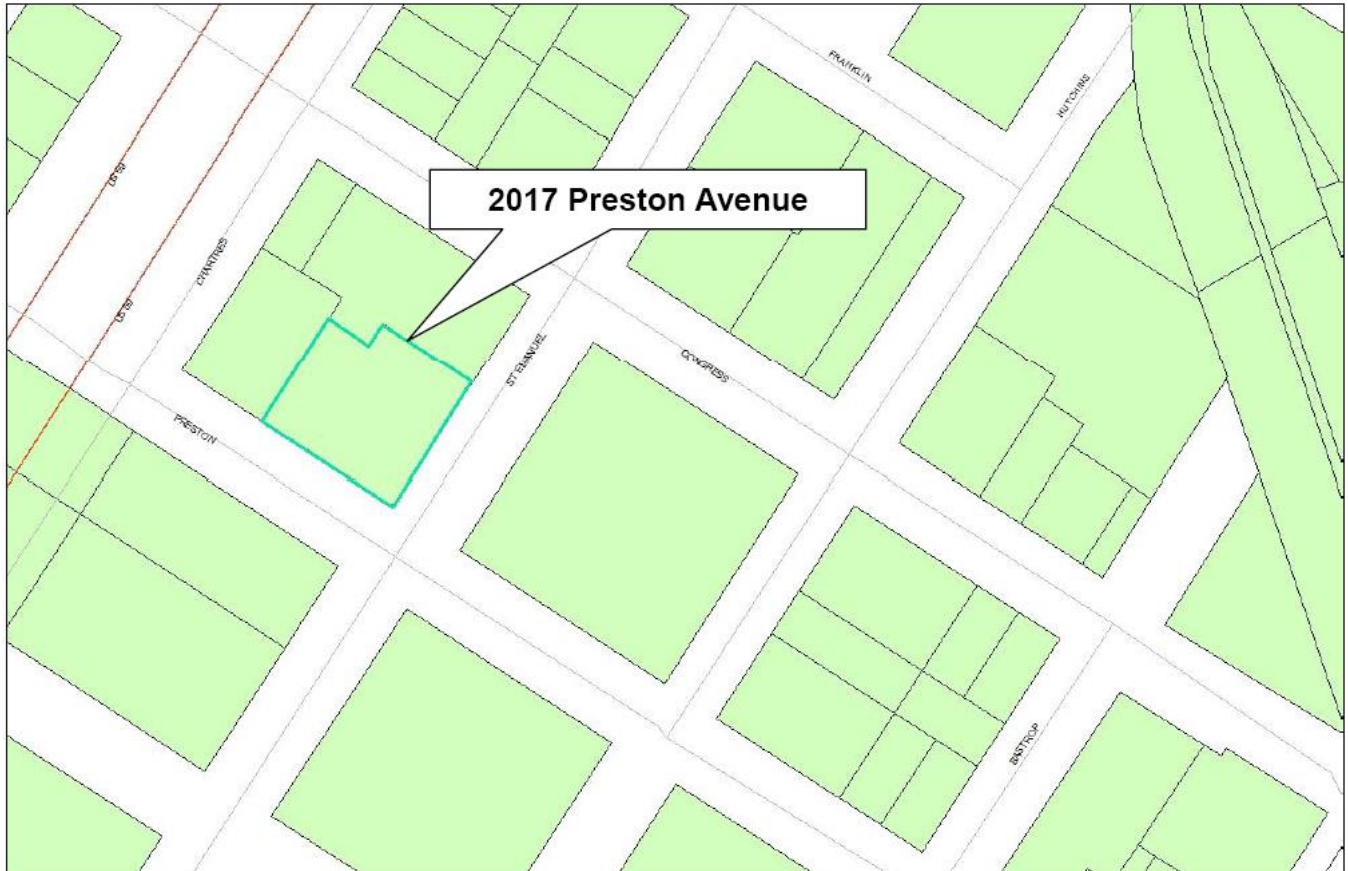 FRANKLIN
HUTCHINS
US 59
2017 Preston Avenue
CHARTRES
US 59
ST EMANUEL
CONGRESS
PRESTON
BASTROP